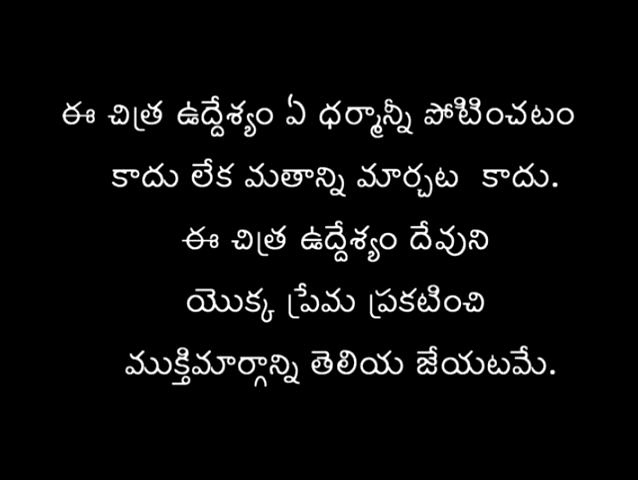 ఈ చిత్ర ఉద్దేశ్యం ఏ ధర్మాన్నీ పోటించటం
కాదు లేక మతాన్ని మార్చట కాదు.
ఈ చిత్ర ఉద్దేశ్యం దేవుని
యొక్క ప్రేమ ప్రకటించి
ముక్తిమార్గాన్ని తెలియ జేయటమే.